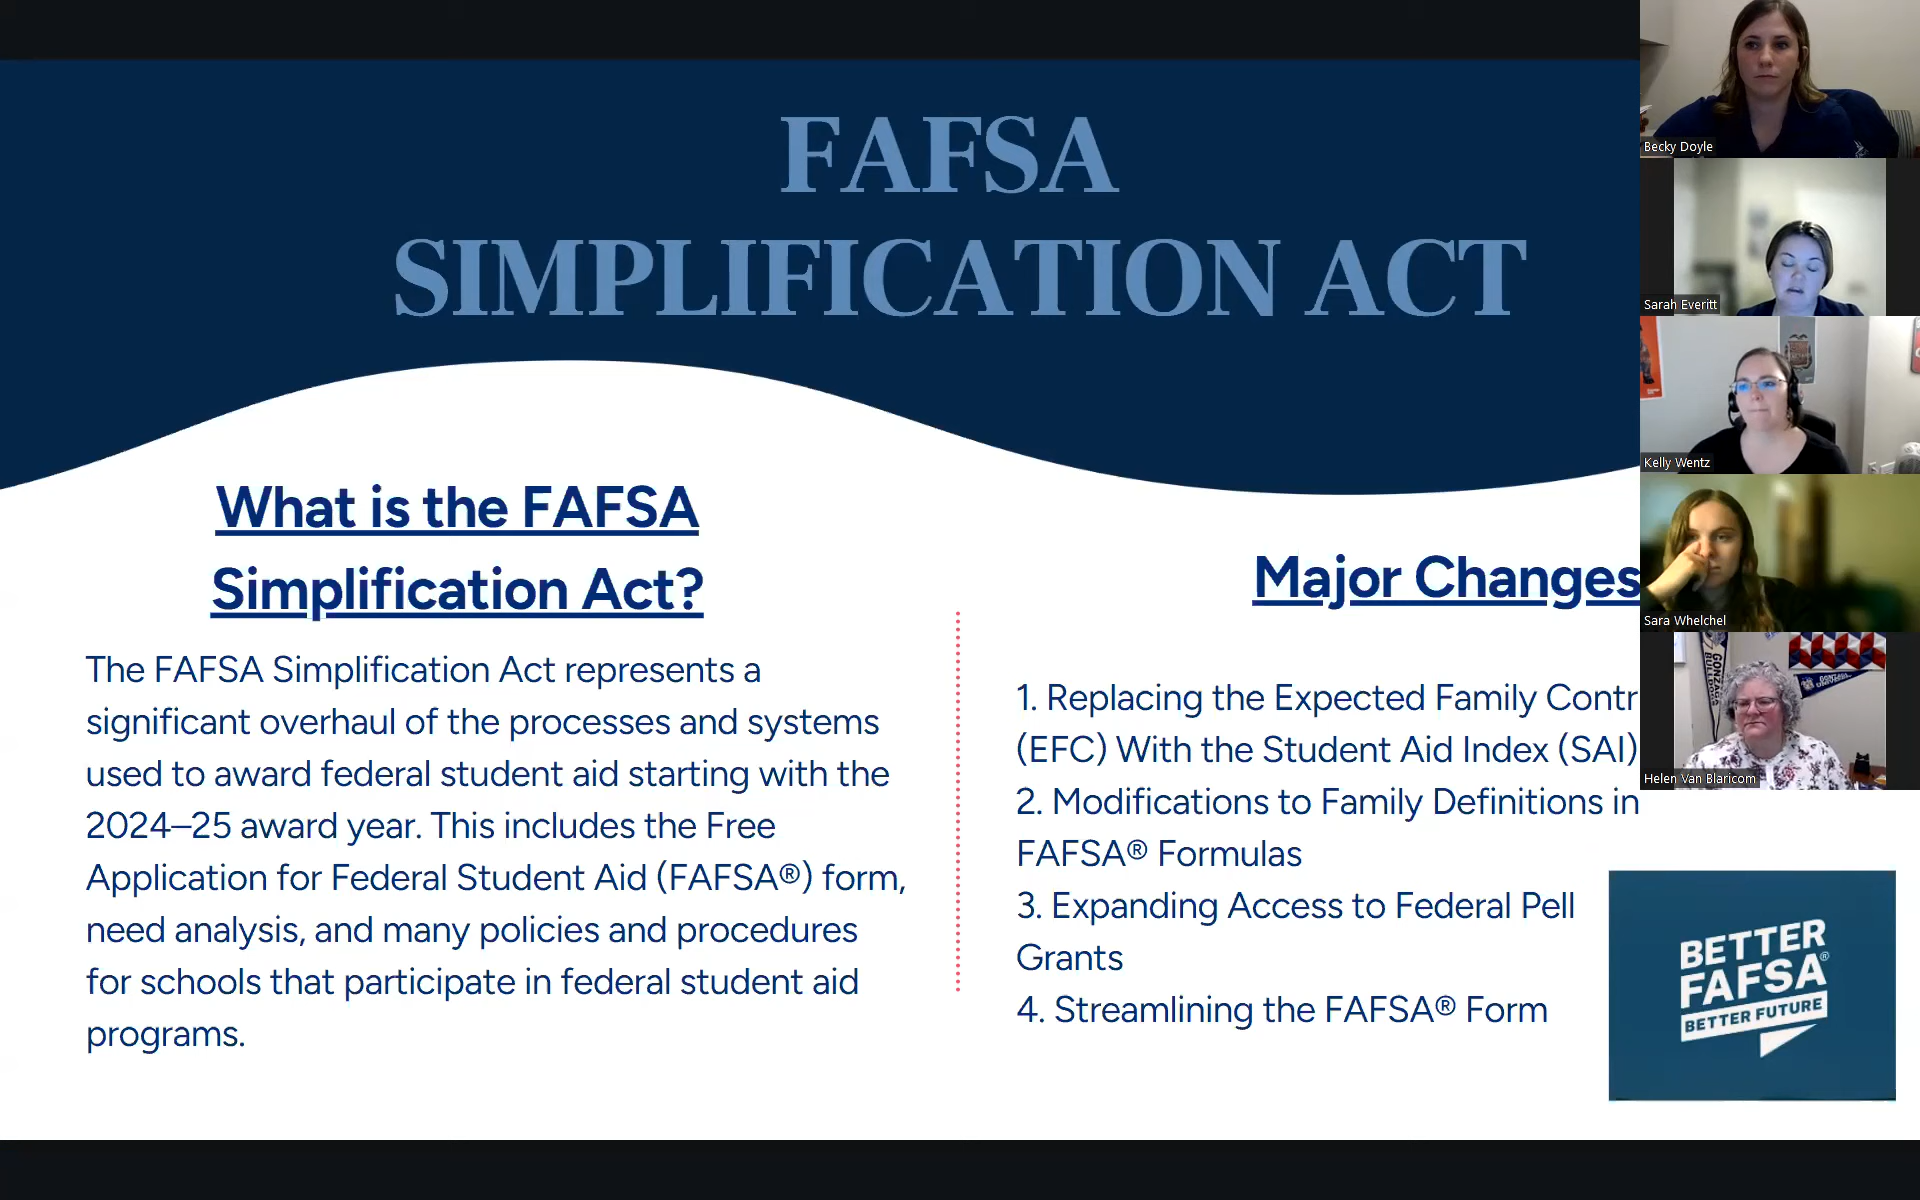 FAFSA
SIMPLIFICATION ACT
What is the FAFSA
Simplification Act?
The FAFSA Simplification Act represents a
significant overhaul of the processes and systems
used to award federal student aid starting with the
2024–25 award year. This includes the Free
Application for Federal Student Aid (FAFSA®) form,
need analysis, and many policies and procedures
for schools that participate in federal student aid
programs.
Major Changes
1. Replacing the Expected Family Contr
(EFC) With the Student Aid Index (SAI)
2. Modifications to Family Definitions in
FAFSA® Formulas
3. Expanding Access to Federal Pell
Grants
4. Streamlining the FAFSA® Form
BETTER
FAFSA®
BETTER FUTURE
Becky Doyle
Sarah Everitt
Kelly Wentz
Sara Whelchel
GONZAGA
BULLDOGS
GONZAGA
UNIVERSITY
Helen Van Blaricom